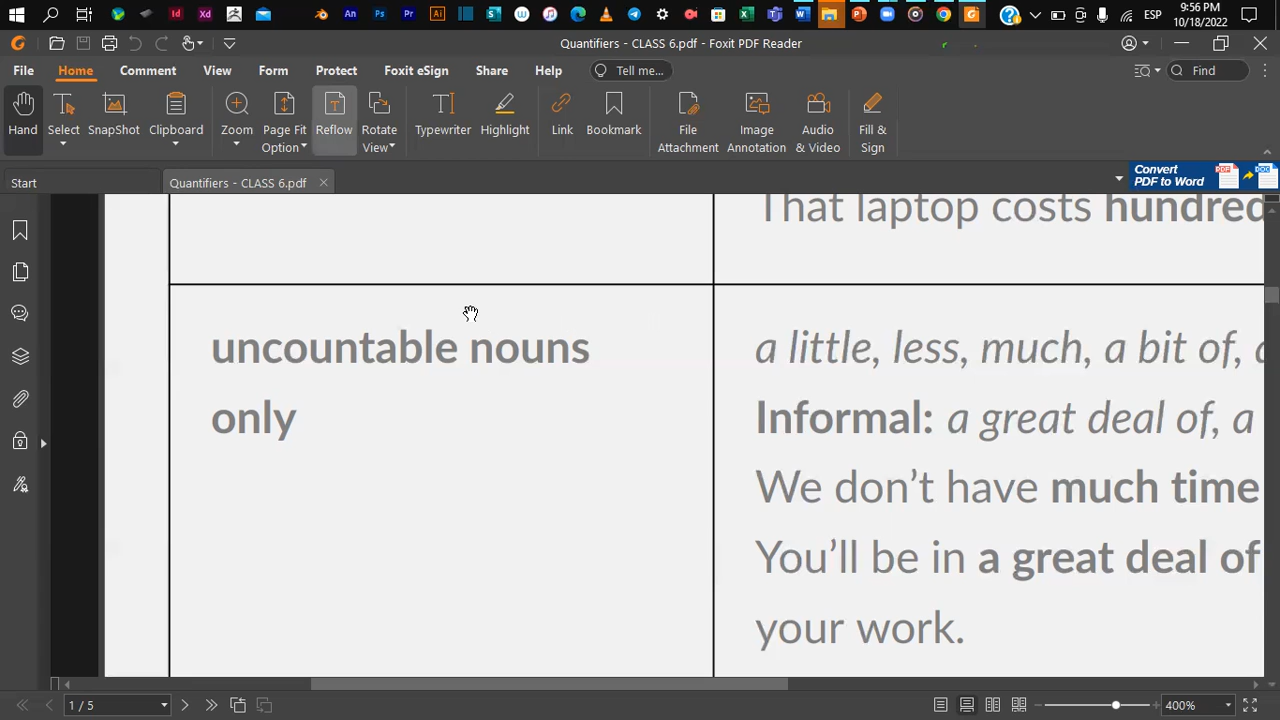 9:56 PM
ESP
10/18/2022
Quantifiers - CLASS 6.pdf - Foxit PDF Reader
File Home Comment View Form Protect Foxit eSign Share Help Tell me... Find
Hand Select SnapShot Clipboard Zoom Page Fit Option Reflow Rotate View Typewriter Highlight Link Bookmark File Attachment Image Annotation Audio & Video Fill & Sign
Start Quantifiers - CLASS 6.pdf
Convert PDF to Word
That laptop costs hundred
uncountable nouns
only
a little, less, much, a bit of,
Informal: a great deal of, a
We don't have much time
You'll be in a great deal of
your work.
1 / 5
400%